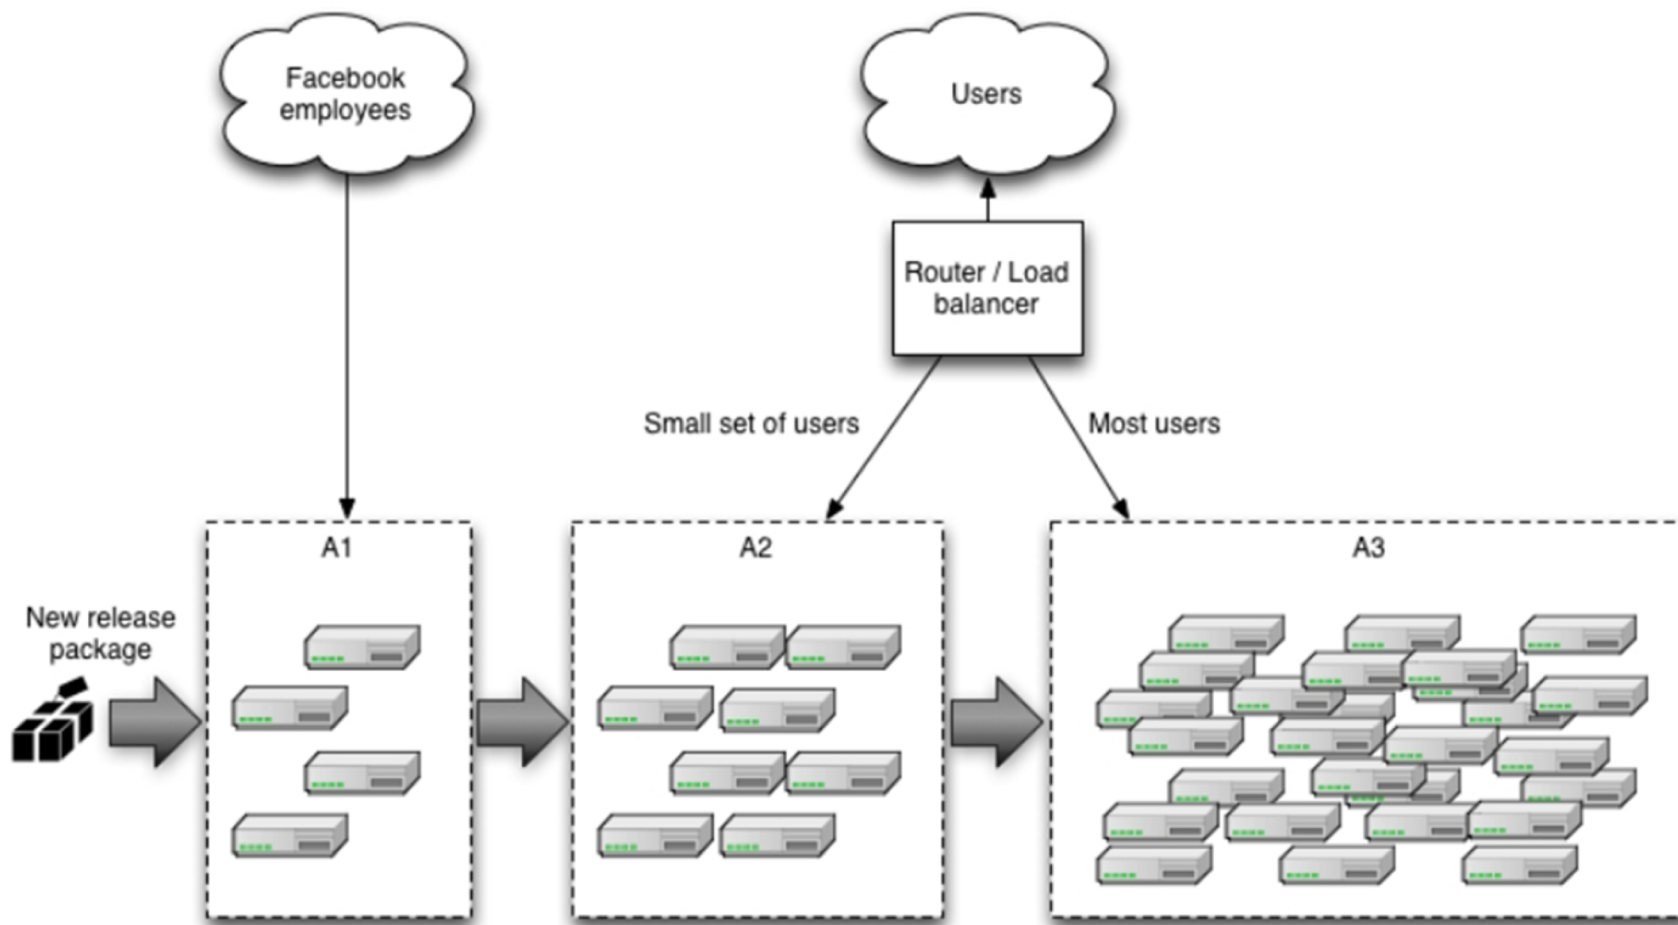 Facebook
employees
Users
Router / Load
balancer
Small set of users
Most users
A1
A2
A3
New release
package